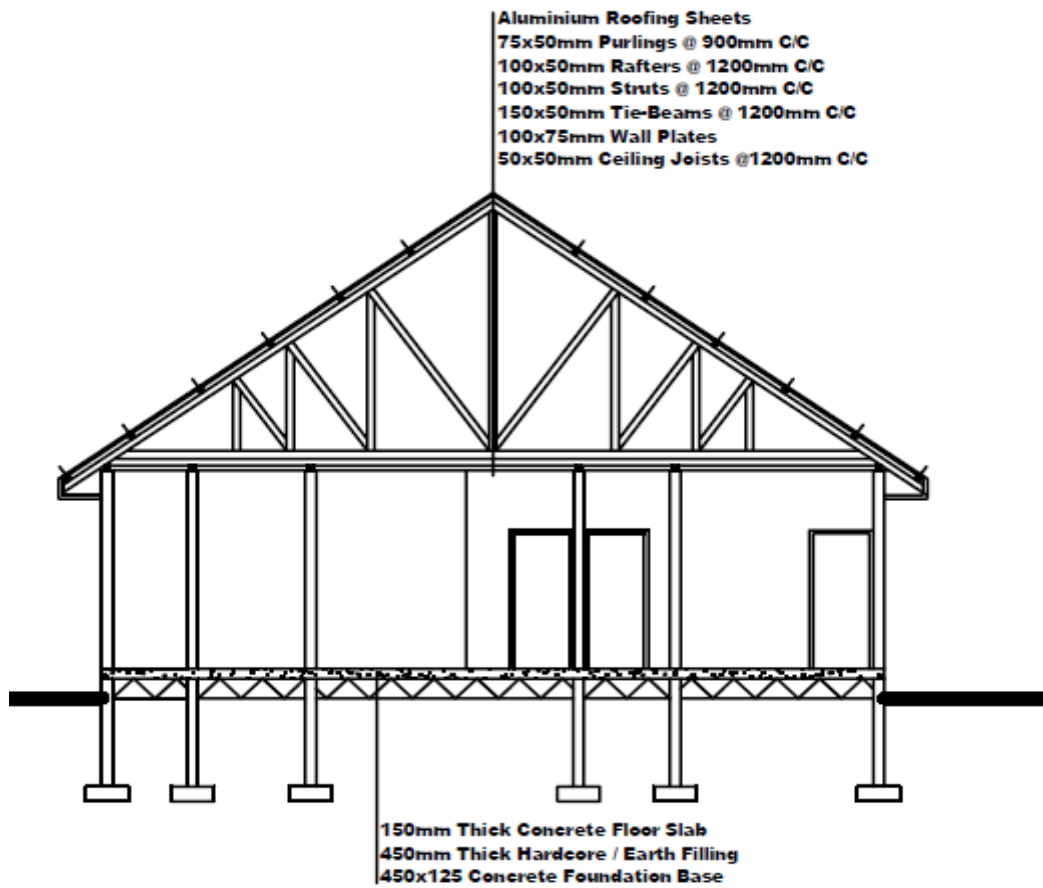 Aluminium Roofing Sheets
75x50mm Purlings @ 900mm C/C
100x50mm Rafters @ 1200mm C/C
100x50mm Struts @ 1200mm C/C
150x50mm Tie-Beams @ 1200mm C/C
100x75mm Wall Plates
50x50mm Ceiling Joists @1200mm C/C
150mm Thick Concrete Floor Slab
450mm Thick Hardcore / Earth Filling
450x125 Concrete Foundation Base